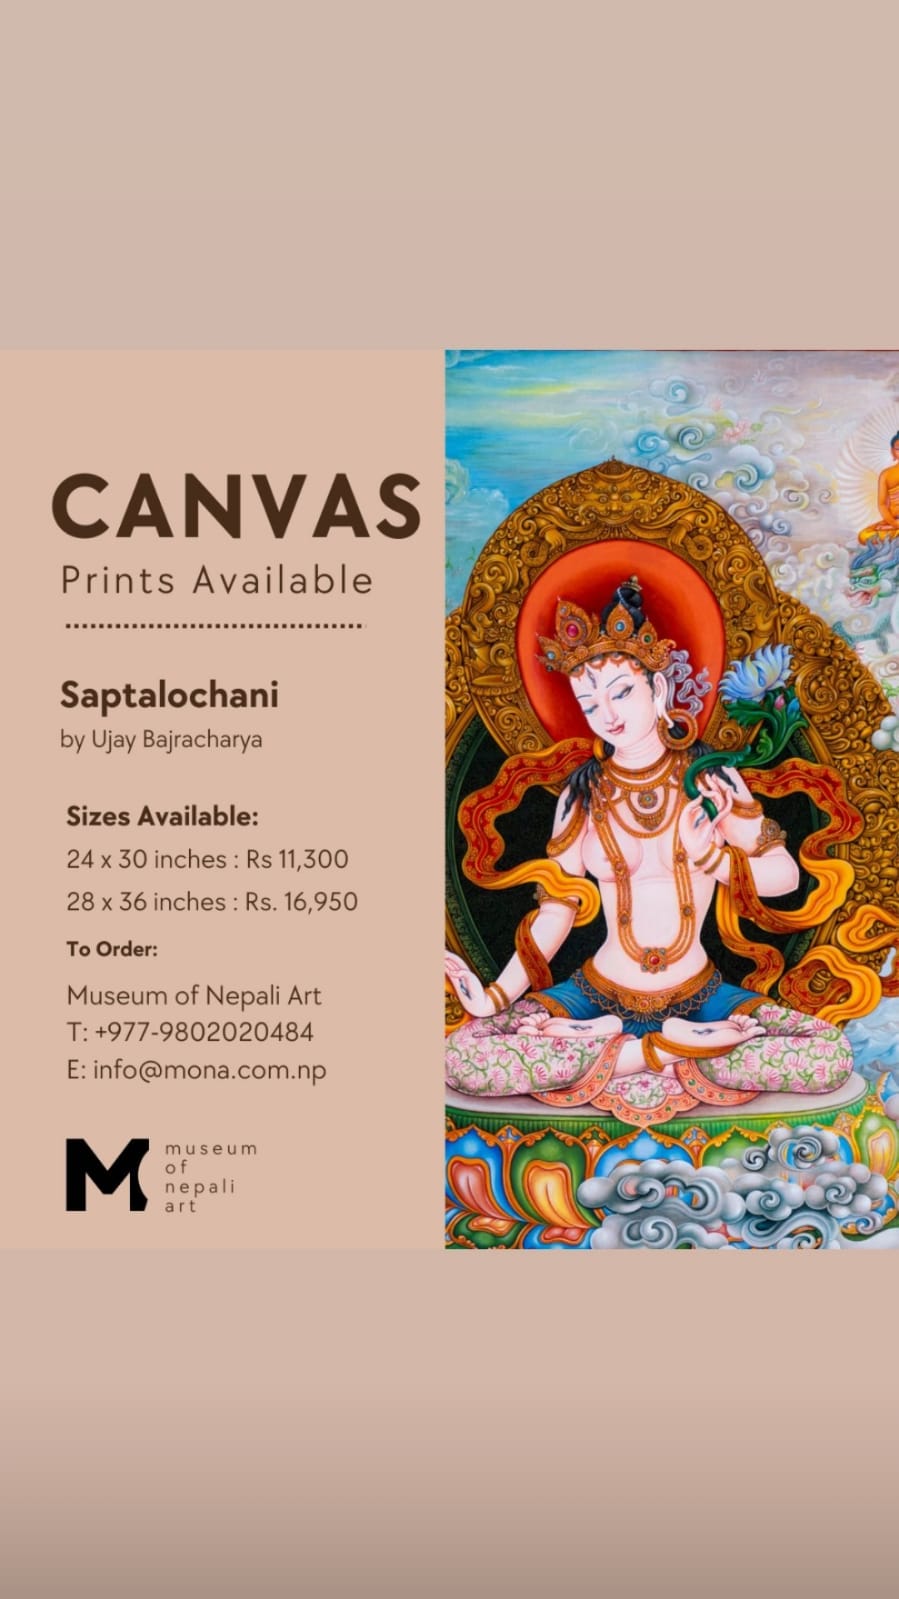 CANVAS
Prints Available
Saptalochani
by Ujay Bajracharya
Sizes Available:
24 x 30 inches : Rs 11,300
28 x 36 inches : Rs. 16,950
To Order:
Museum of Nepali Art
T: +977-9802020484
E: info@mona.com.np
M
museum
of
nepali
art